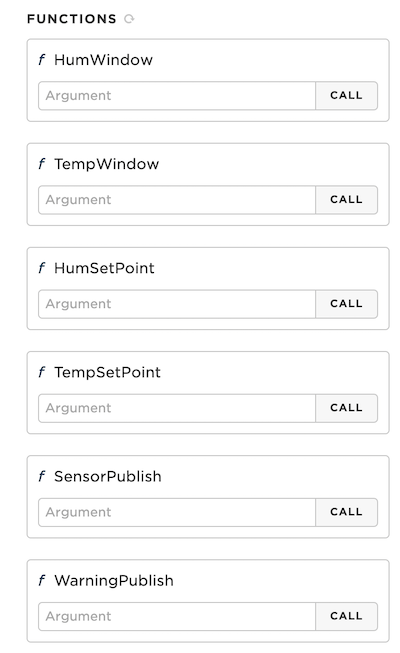 FUNCTIONS
f HumWindow
Argument CALL
f TempWindow
Argument CALL
f HumSetPoint
Argument CALL
f TempSetPoint
Argument CALL
f SensorPublish
Argument CALL
f WarningPublish
Argument CALL